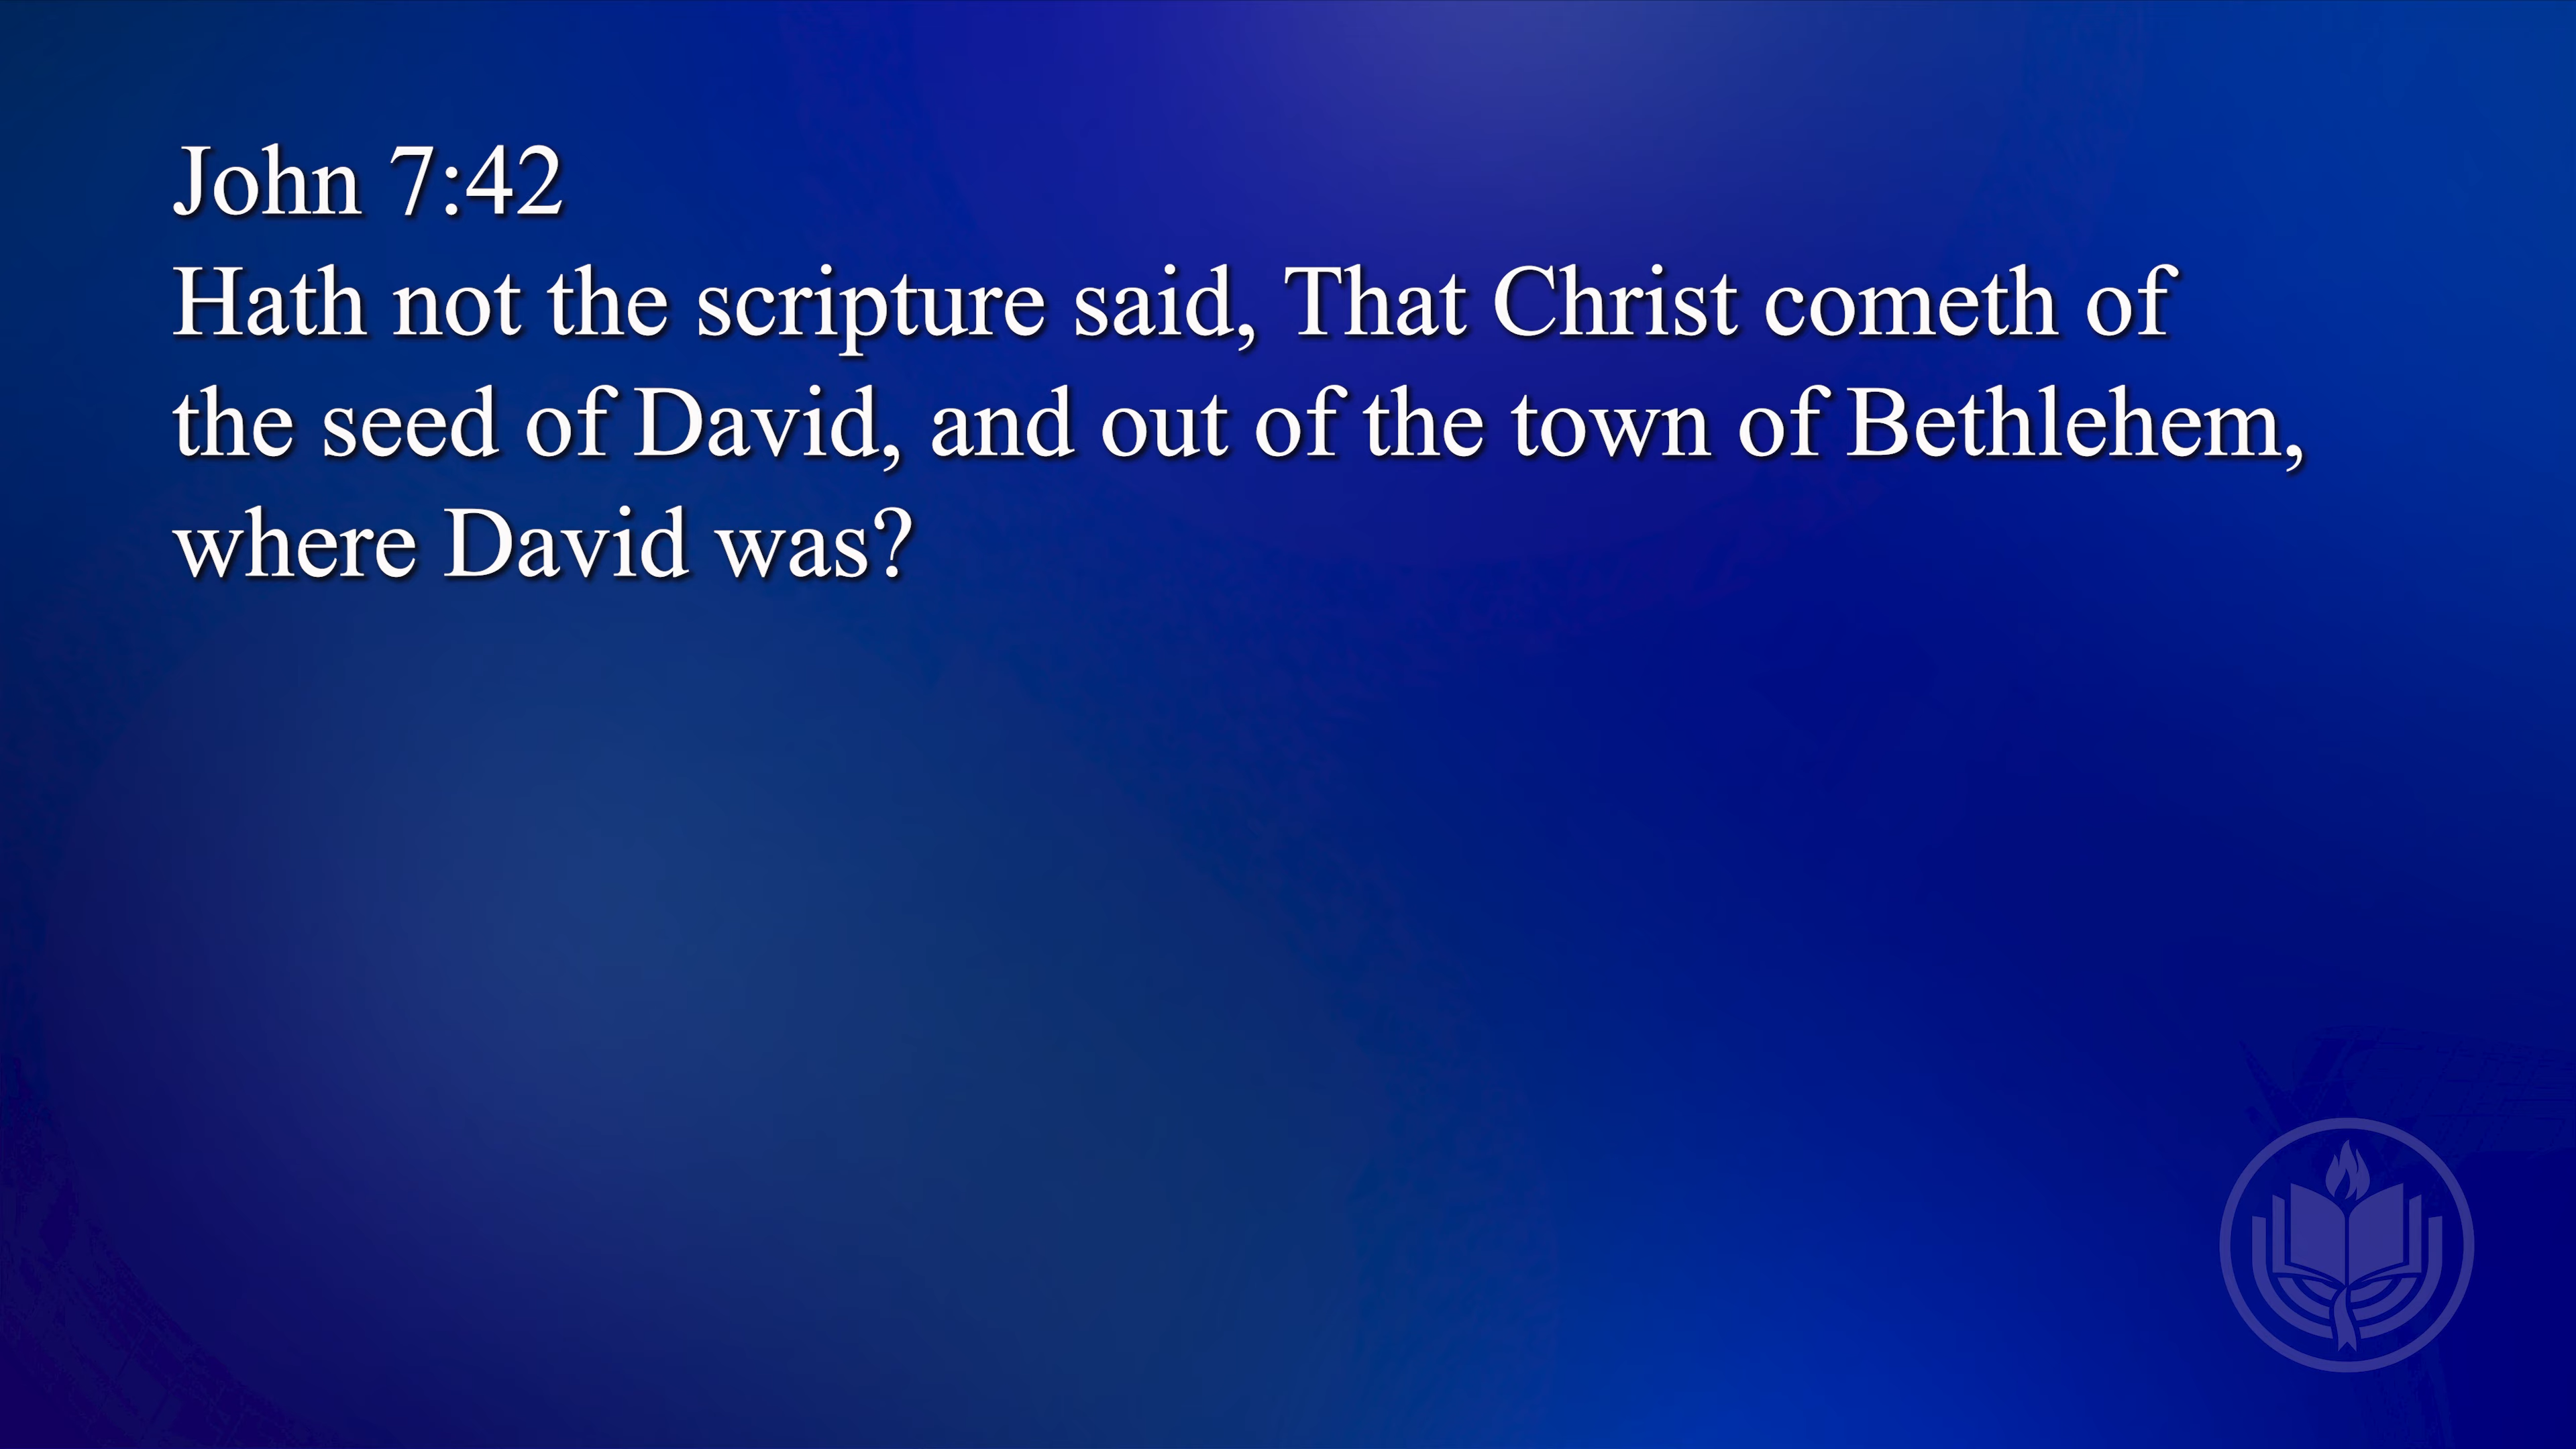 John 7:42
Hath not the scripture said, That Christ cometh of
the seed of David, and out of the town of Bethlehem,
where David was?